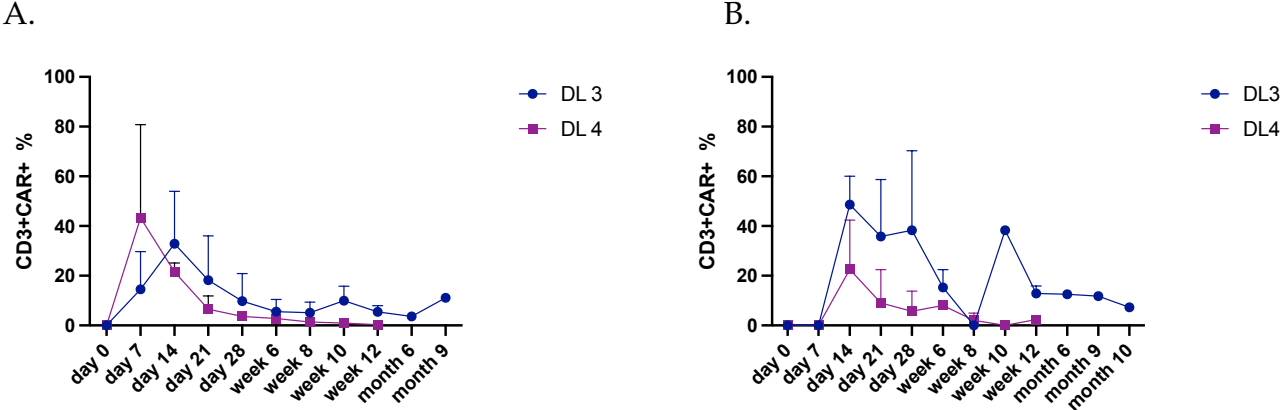 A.
CD3+CAR+ %
100
80
60
40
20
0
day 0
day 7
day 14
day 21
day 28
week 6
week 8
week 10
week 12
month 6
month 9
DL 3
DL 4
B.
CD3+CAR+ %
100
80
60
40
20
0
day 0
day 7
day 14
day 21
day 28
week 6
week 8
week 10
week 12
month 6
month 9
month 10
DL3
DL4